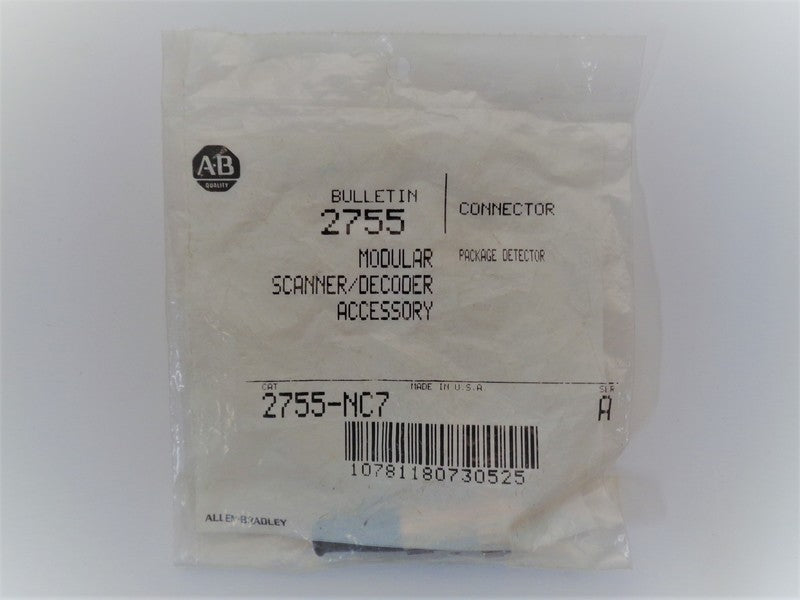 A-B
QUALITY
BULLETIN
2755
CONNECTOR
MODULAR
SCANNER/DECODER
ACCESSORY
PACKAGE DETECTOR
CAT
MADE IN U.S.A.
SER
2755-NC7
A
10781180730525
ALLEN-BRADLEY